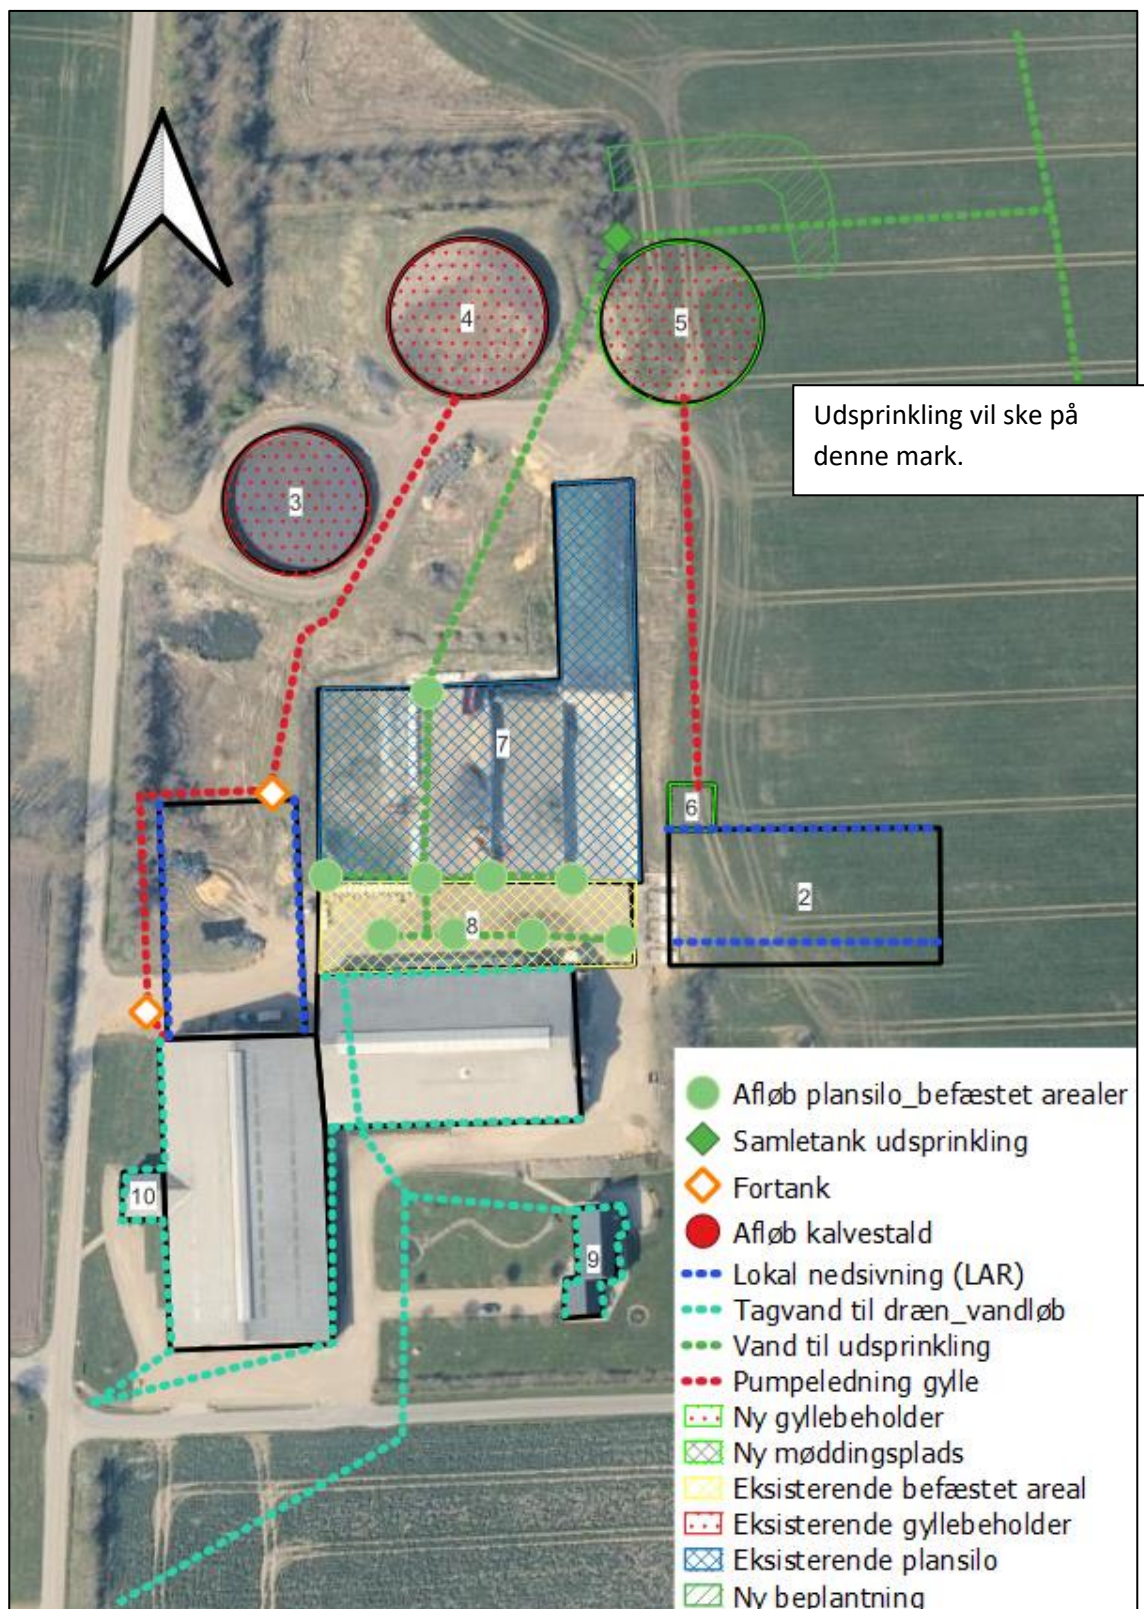 4
5
Udsprinkling vil ske på
denne mark.
3
7
6
2
8
10
9
Afløb plansilo_befæstet arealer
Samletank udsprinkling
Fortank
Afløb kalvestald
Lokal nedsivning (LAR)
Tagvand til dræn_vandløb
Vand til udsprinkling
Pumpeledning gylle
Ny gyllebeholder
Ny møddingsplads
Eksisterende befæstet areal
Eksisterende gyllebeholder
Eksisterende plansilo
Ny beplantning